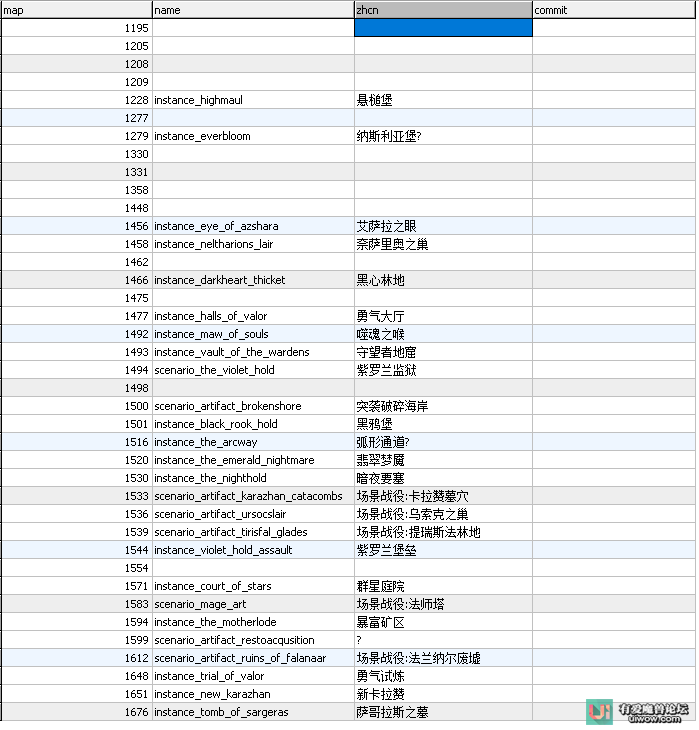 map name zhcn commit
1195
1205
1208
1209
1228 instance_highmaul 悬槌堡
1277
1279 instance_everbloom 纳斯利亚堡?
1330
1331
1358
1448
1456 instance_eye_of_azshara 艾萨拉之眼
1458 instance_neltharions_lair 奈萨里奥之巢
1462
1466 instance_darkheart_thicket 黑心林地
1475
1477 instance_halls_of_valor 勇气大厅
1492 instance_maw_of_souls 噬魂之喉
1493 instance_vault_of_the_wardens 守望者地窟
1494 scenario_the_violet_hold 紫罗兰监狱
1498
1500 scenario_artifact_brokenshore 突袭破碎海岸
1501 instance_black_rook_hold 黑鸦堡
1516 instance_the_arcway 弧形通道?
1520 instance_the_emerald_nightmare 翡翠梦魇
1530 instance_the_nighthold 暗夜要塞
1533 scenario_artifact_karazhan_catacombs 场景战役:卡拉赞墓穴
1536 scenario_artifact_ursocslair 场景战役:乌索克之巢
1539 scenario_artifact_tirisfal_glades 场景战役:提瑞斯法林地
1544 instance_violet_hold_assault 紫罗兰堡垒
1554
1571 instance_court_of_stars 群星庭院
1583 scenario_mage_art 场景战役:法师塔
1594 instance_the_motherlode 暴富矿区
1599 scenario_artifact_restoacqusition ?
1612 scenario_artifact_ruins_of_falanaar 场景战役:法兰纳尔废墟
1648 instance_trial_of_valor 勇气试炼
1651 instance_new_karazhan 新卡拉赞
1676 instance_tomb_of_sargeras 萨哥拉斯之墓
有爱魔兽论坛
uiwow.com